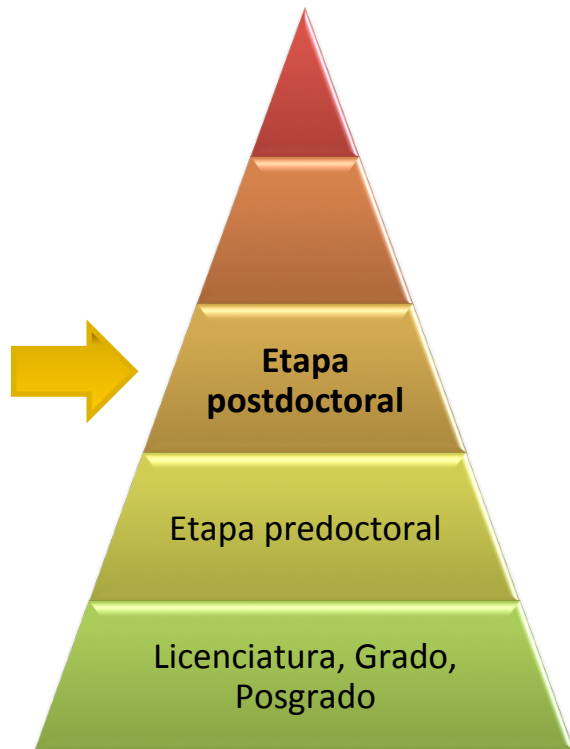 Etapa
postdoctoral
Etapa predoctoral
Licenciatura, Grado,
Posgrado